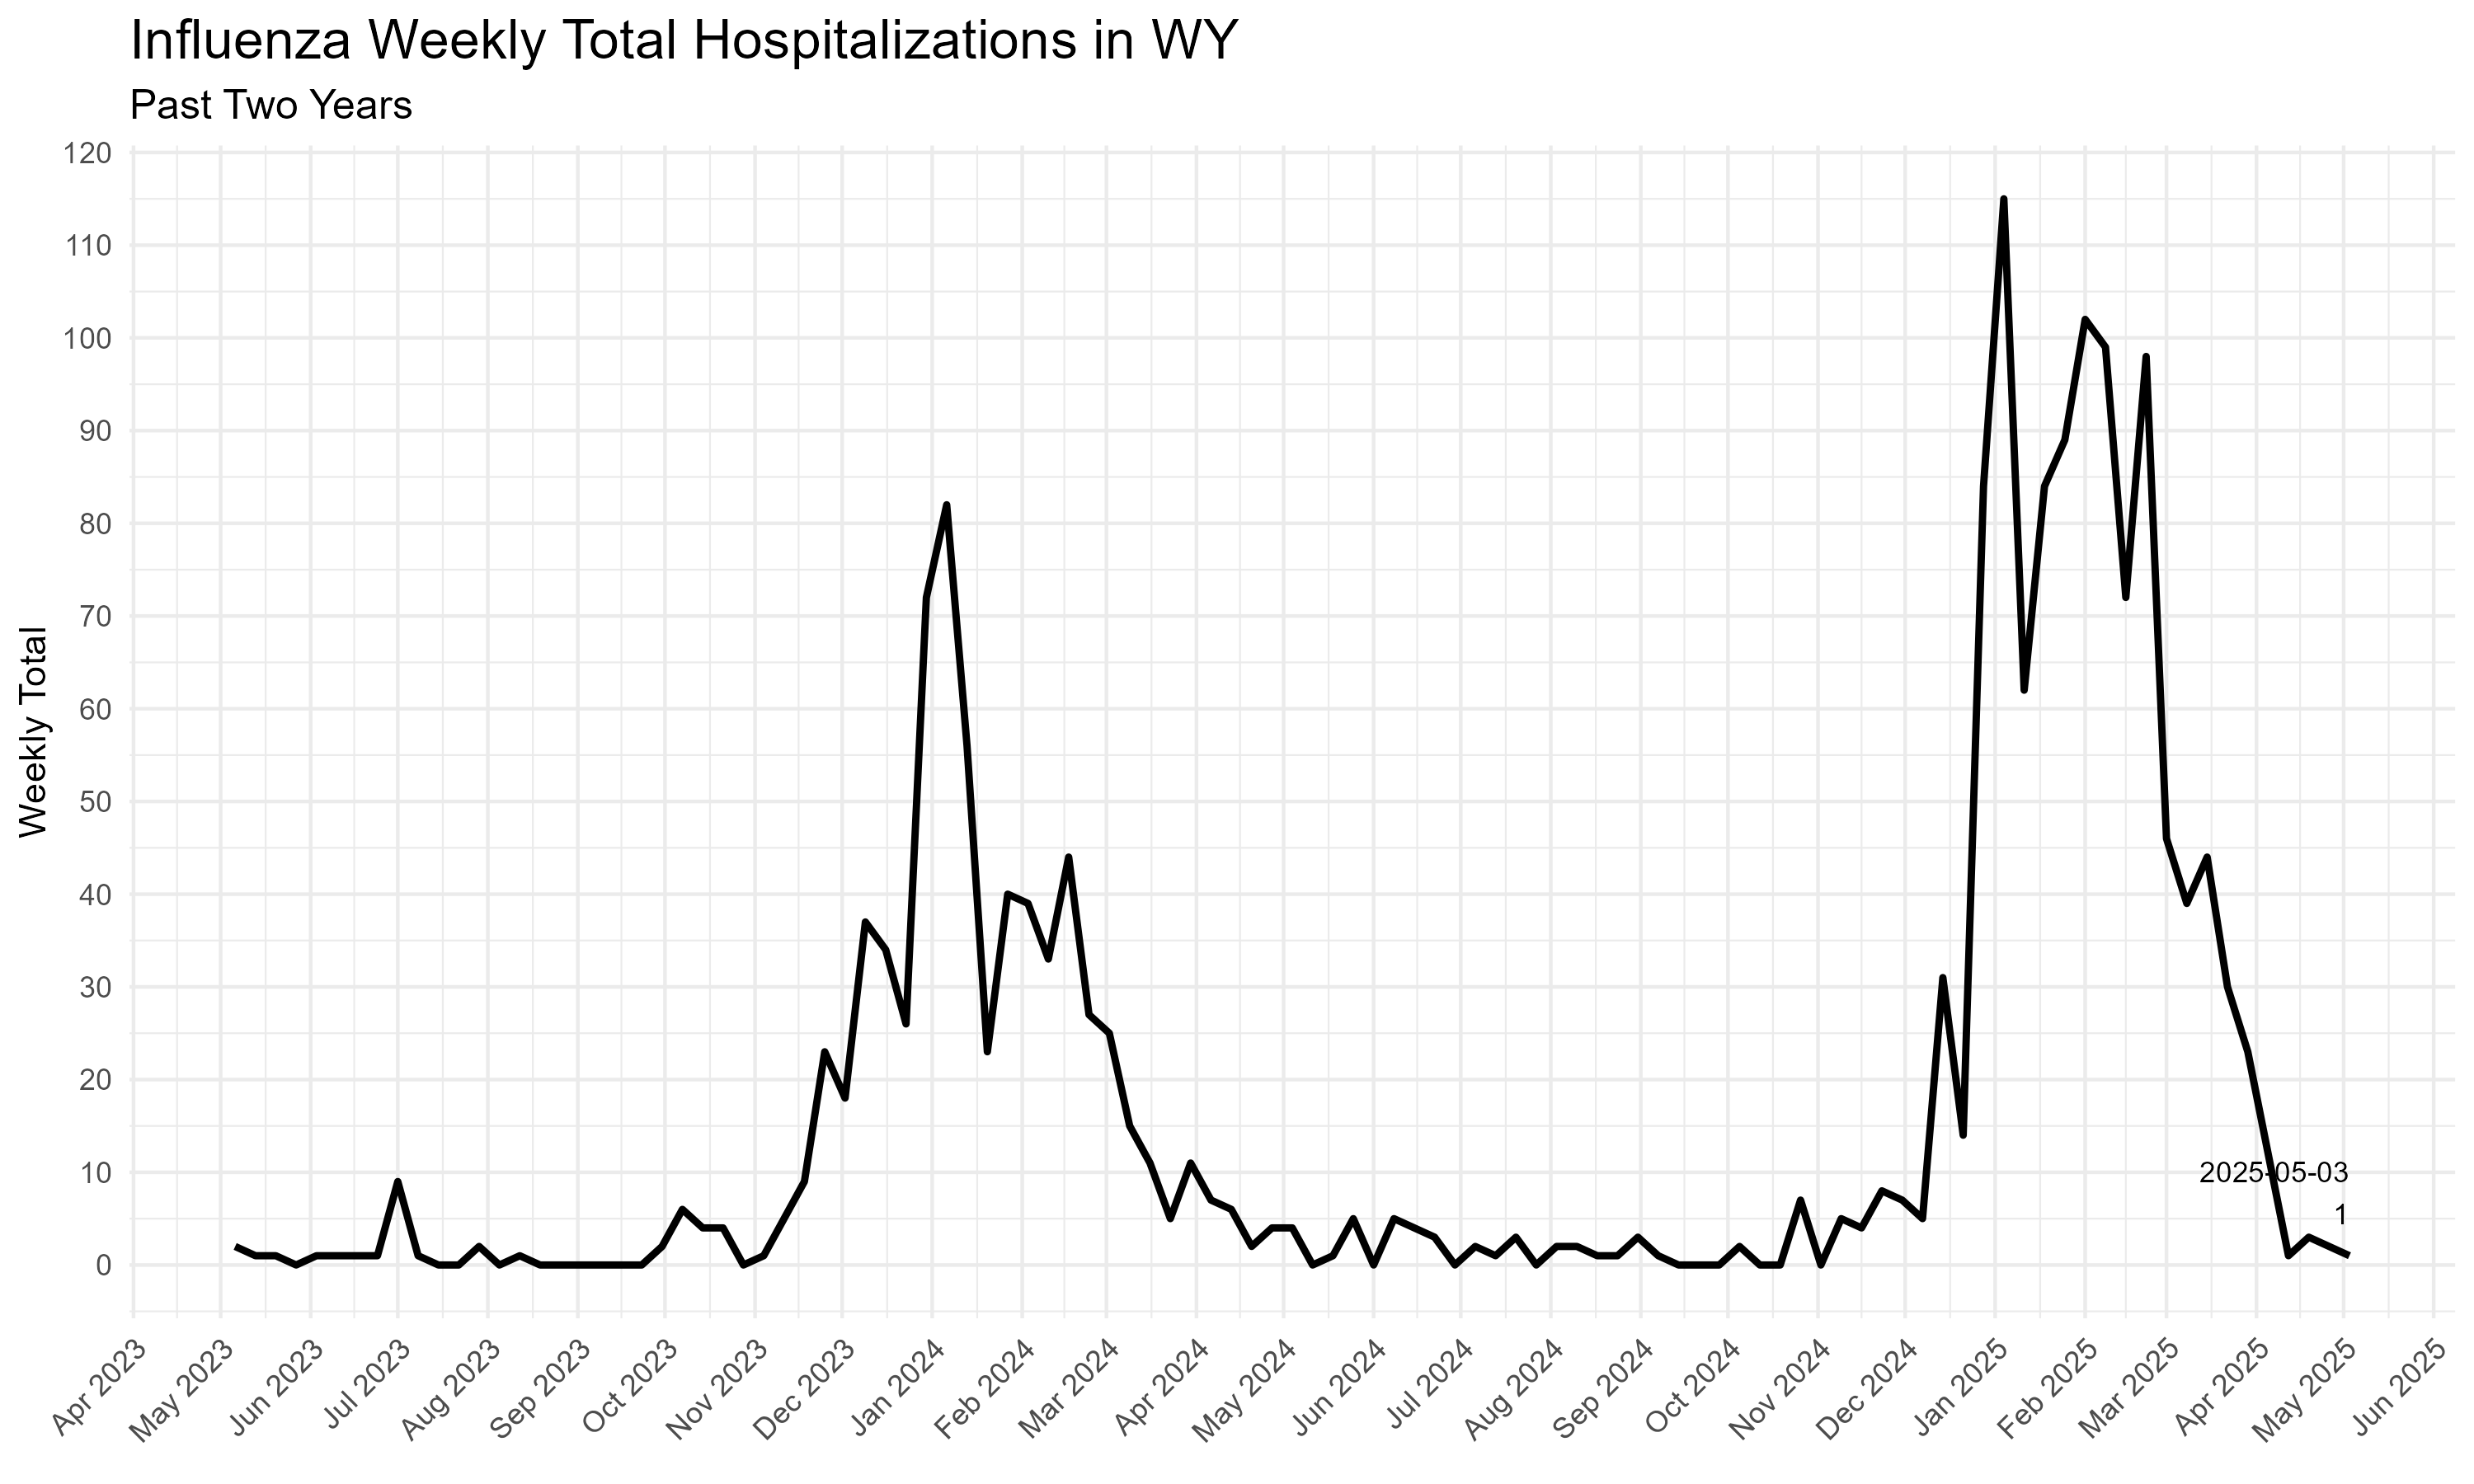 Influenza Weekly Total Hospitalizations in WY
Past Two Years
120
110
100
90
80
70
60
50
40
30
20
10
0
Weekly Total
2025-05-03
1
Apr 2023
May 2023
Jun 2023
Jul 2023
Aug 2023
Sep 2023
Oct 2023
Nov 2023
Dec 2023
Jan 2024
Feb 2024
Mar 2024
Apr 2024
May 2024
Jun 2024
Jul 2024
Aug 2024
Sep 2024
Oct 2024
Nov 2024
Dec 2024
Jan 2025
Feb 2025
Mar 2025
Apr 2025
May 2025
Jun 2025